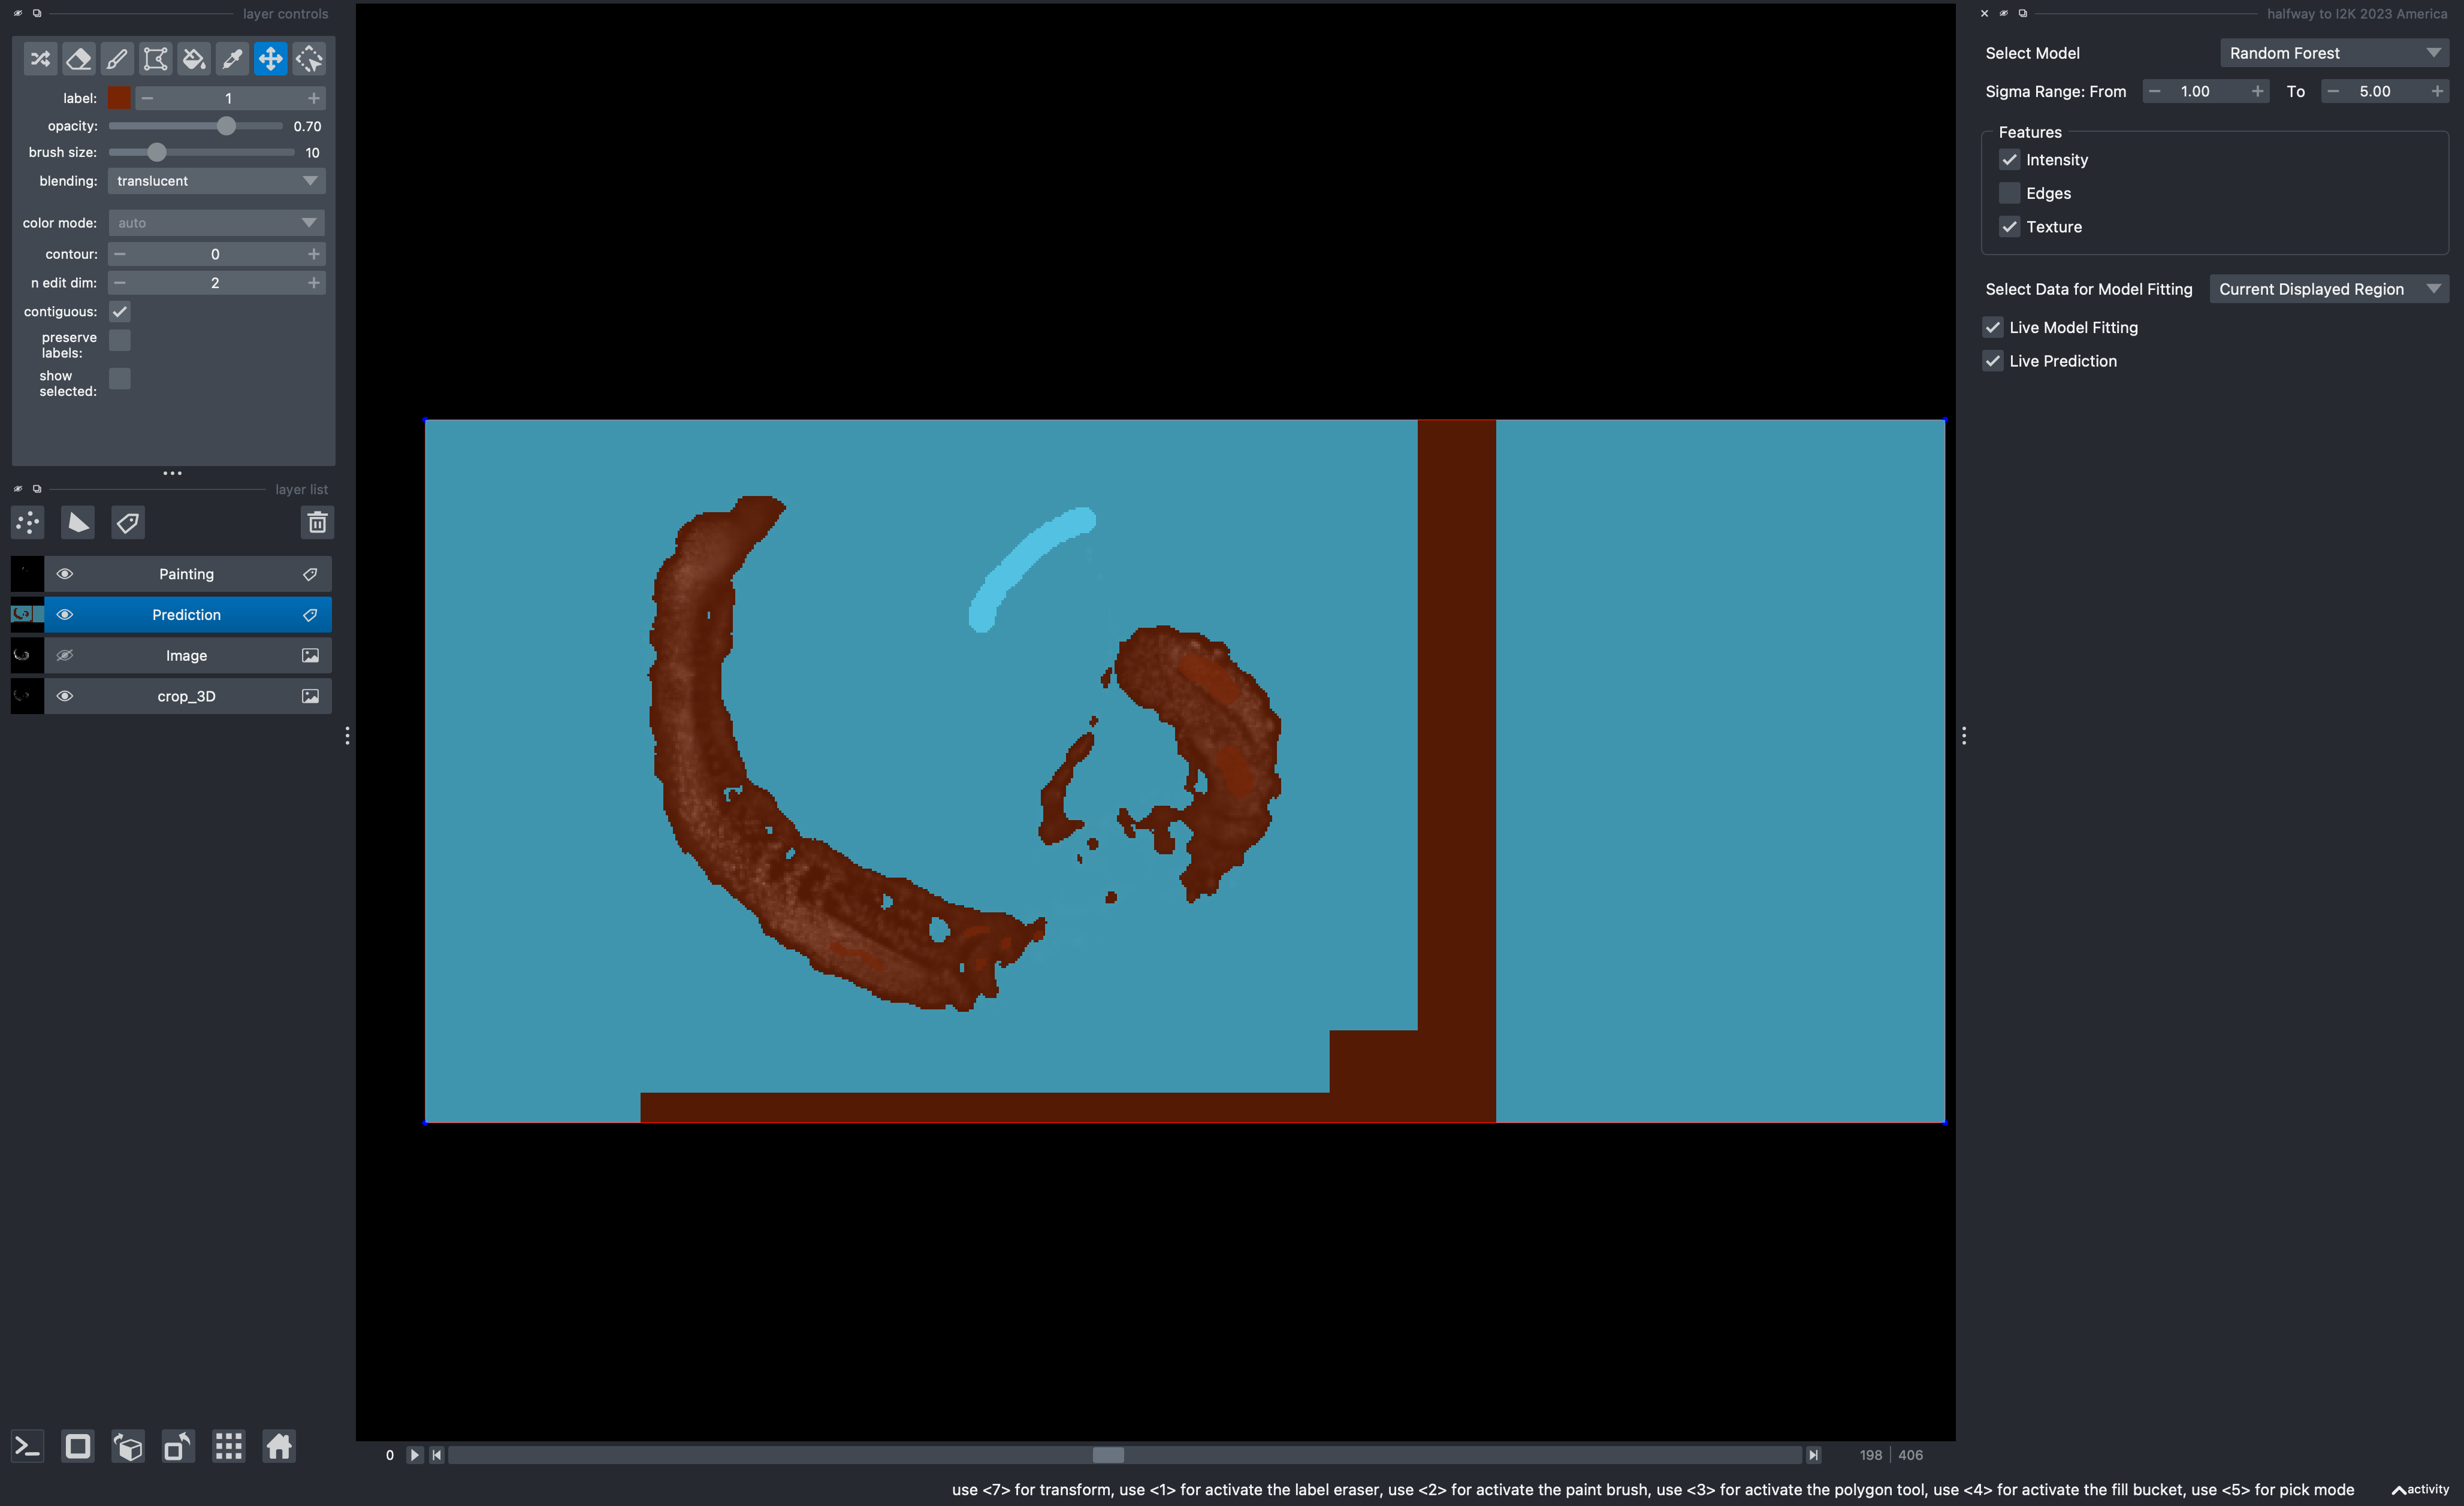 layer controls
label:
1
opacity:
0.70
brush size:
10
blending:
translucent
color mode:
auto
contour:
0
n edit dim:
2
contiguous:
preserve
labels:
show
selected:
layer list
Painting
Prediction
Image
crop_3D
0
198 | 406
halfway to I2K 2023 America
Select Model
Random Forest
Sigma Range: From
1.00
To
5.00
Features
Intensity
Edges
Texture
Select Data for Model Fitting
Current Displayed Region
Live Model Fitting
Live Prediction
use <7> for transform, use <1> for activate the label eraser, use <2> for activate the paint brush, use <3> for activate the polygon tool, use <4> for activate the fill bucket, use <5> for pick mode
activity